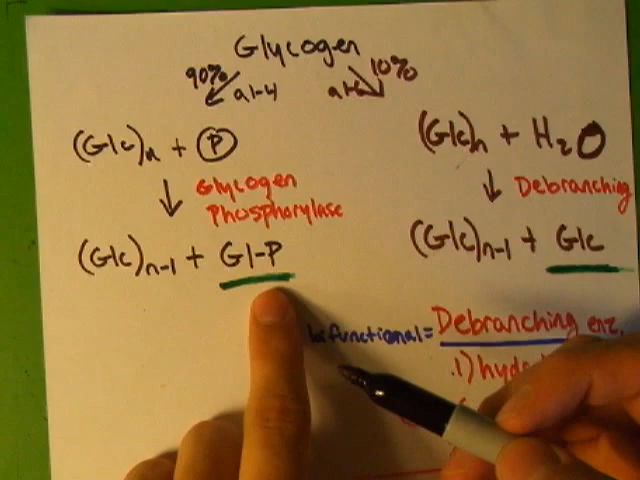 Glycogen
90% α1-4
α1-6 10%
(Glc)n + P
Glycogen Phosphorylase
(Glc)n-1 + G1-P
(Glc)n + H2O
Debranching
(Glc)n-1 + Glc
bifunctional = Debranching enz.
1)